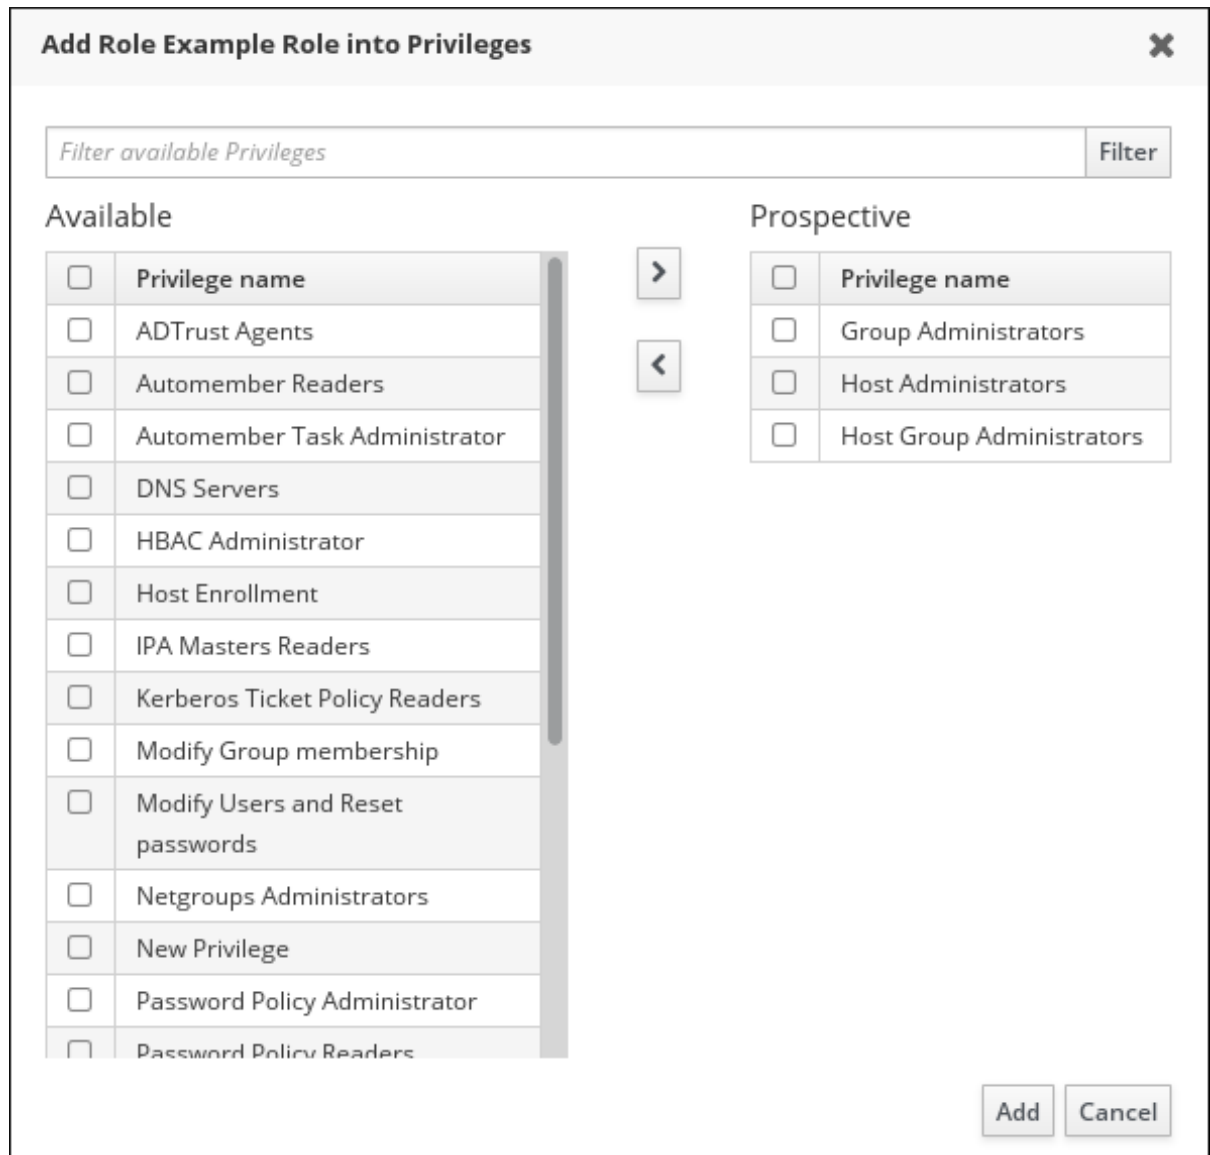 Add Role Example Role into Privileges
Filter available Privileges
Filter
Available
Prospective
Privilege name
ADTrust Agents
Automember Readers
Automember Task Administrator
DNS Servers
HBAC Administrator
Host Enrollment
IPA Masters Readers
Kerberos Ticket Policy Readers
Modify Group membership
Modify Users and Reset
passwords
Netgroups Administrators
New Privilege
Password Policy Administrator
Password Policy Readers
Privilege name
Group Administrators
Host Administrators
Host Group Administrators
Add
Cancel